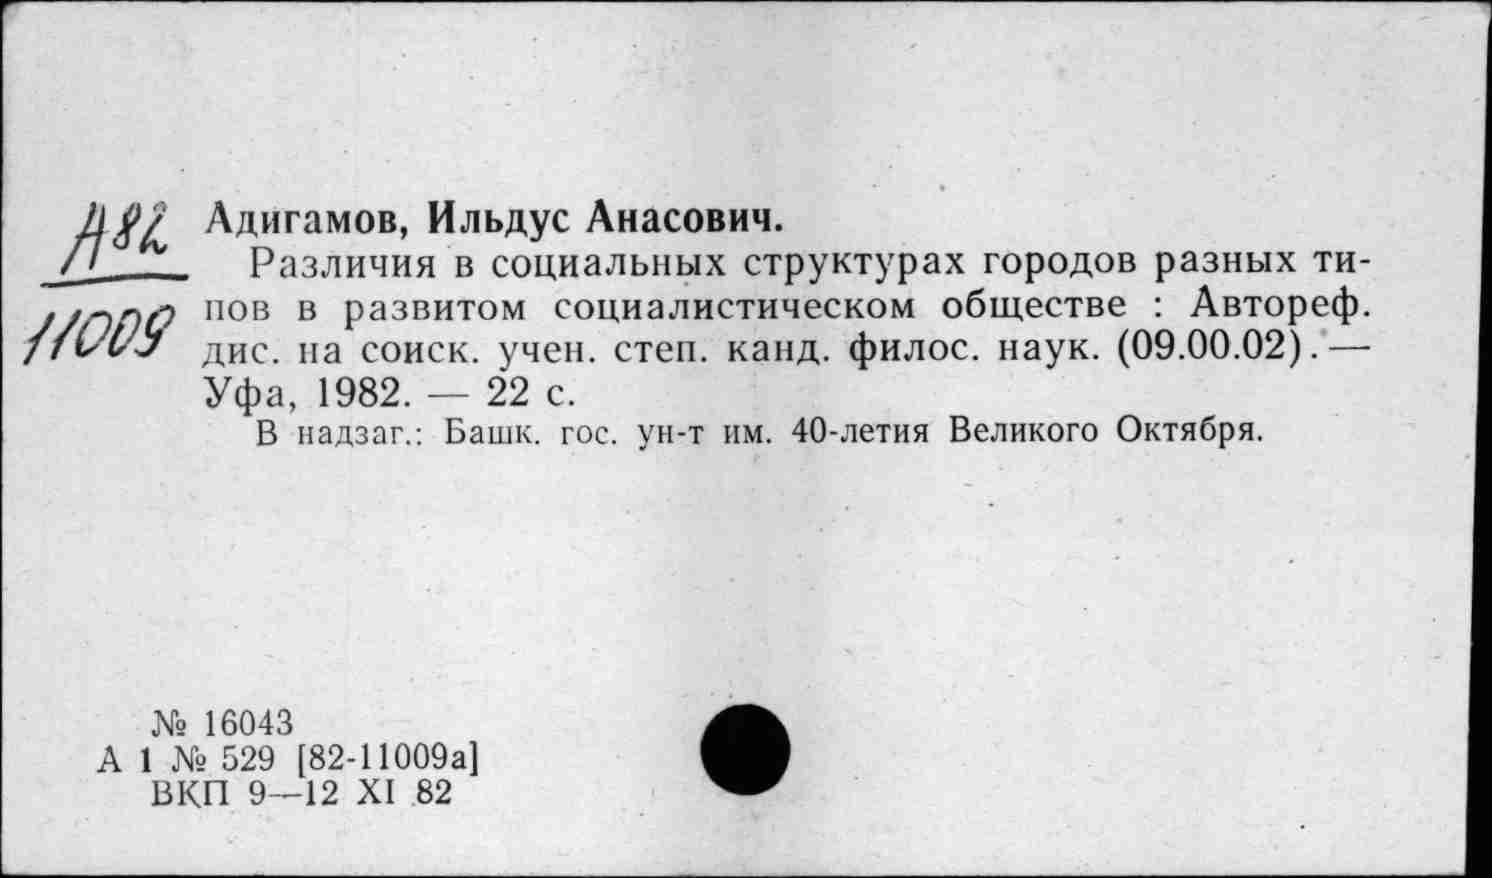 А82
11009
Адигамов, Ильдус Анасович.
Различия в социальных структурах городов разных ти-
пов в развитом социалистическом обществе : Автореф.
дис. на соиск. учен. степ. канд. филос. наук. (09.00.02). —
Уфа, 1982. — 22 с.
В надзаг.: Башк. гос. ун-т им. 40-летия Великого Октября.
№ 16043
А 1 № 529 [82-11009а]
ВКП 9—12 XI 82